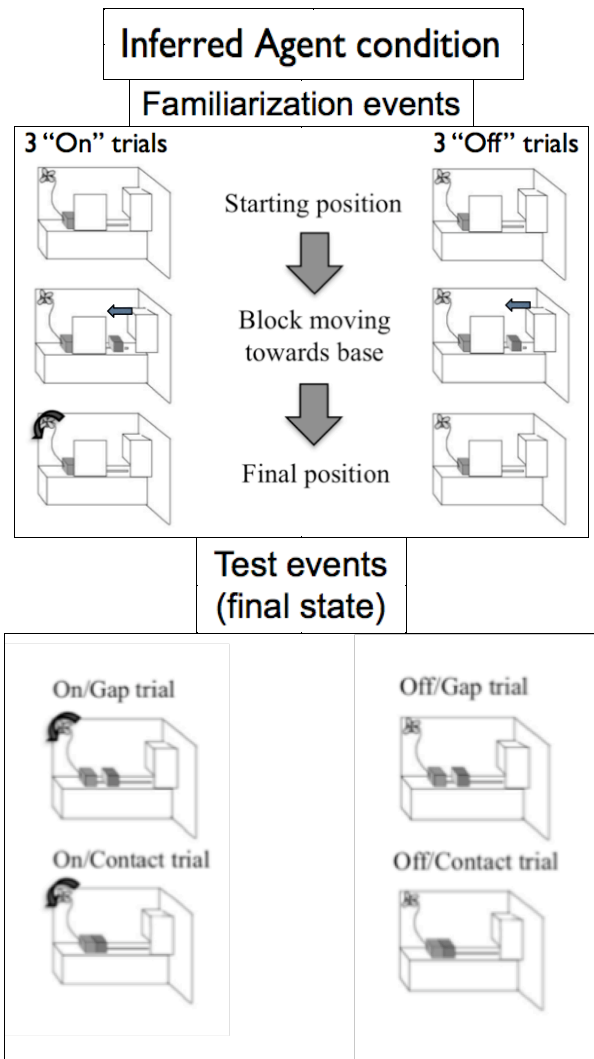 Inferred Agent condition
Familiarization events
3 “On” trials
3 “Off” trials
Starting position
Block moving
towards base
Final position
Test events
(final state)
On/Gap trial
Off/Gap trial
On/Contact trial
Off/Contact trial